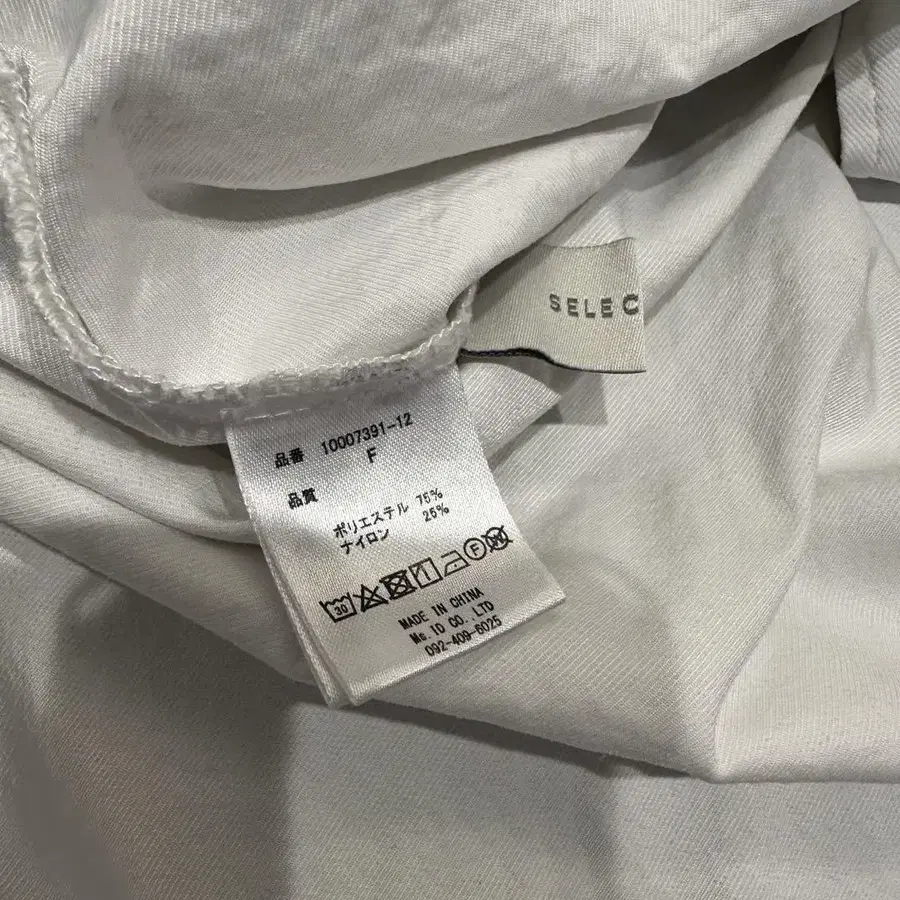 SELEC
品番 10007391-12
F
品質
ポリエステル 75%
ナイロン 25%
30
F
W
MADE IN CHINA
Ms.ID CO.,LTD
092-409-6025